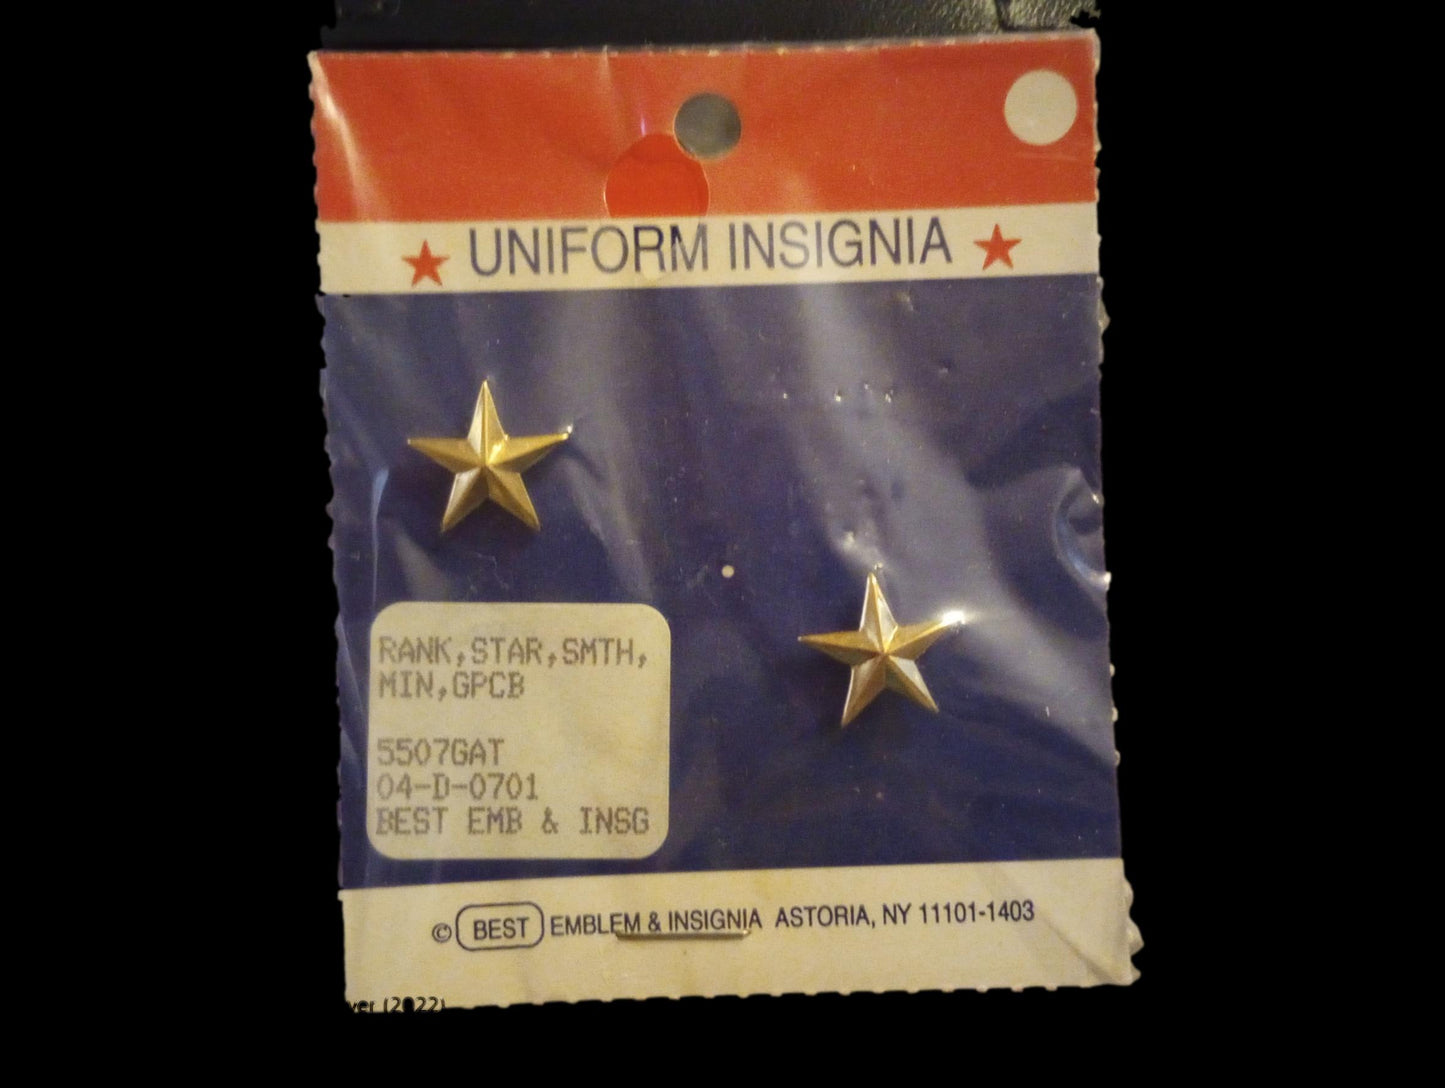 UNIFORM INSIGNIA
RANK,STAR,SMTH,
MIN,GPCB
5507GAT
04-D-0701
BEST EMB & INSG
© BEST EMBLEM & INSIGNIA ASTORIA, NY 11101-1403
(2022)